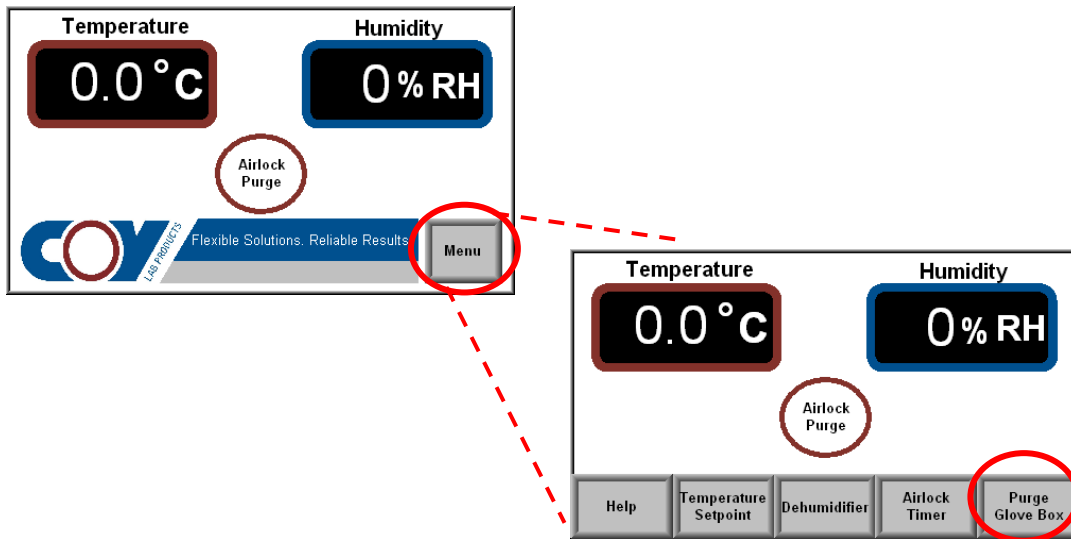 Temperature Humidity
0.0 °C 0 % RH
Airlock
Purge
COY LAB PRODUCTS Flexible Solutions. Reliable Results
Menu
Temperature Humidity
0.0 °C 0 % RH
Airlock
Purge
Help
Temperature
Setpoint
Dehumidifier
Airlock
Timer
Purge
Glove Box